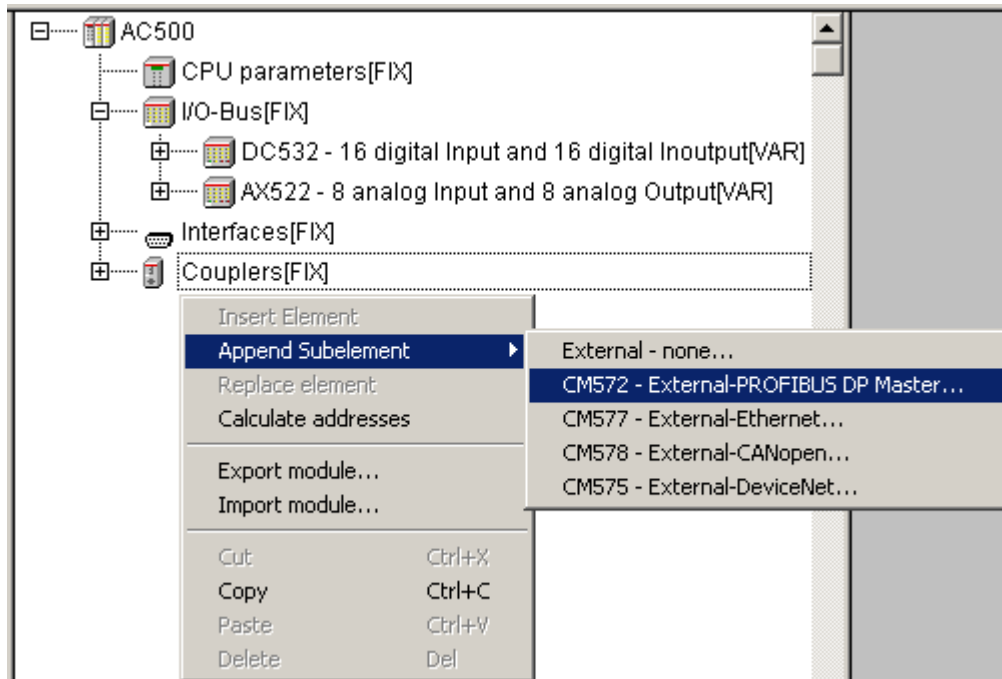 AC500
CPU parameters[FIX]
I/O-Bus[FIX]
DC532 - 16 digital Input and 16 digital Inoutput[VAR]
AX522 - 8 analog Input and 8 analog Output[VAR]
Interfaces[FIX]
Couplers[FIX]
Insert Element
Append Subelement
Replace element
Calculate addresses
Export module...
Import module...
Cut Ctrl+X
Copy Ctrl+C
Paste Ctrl+V
Delete Del
External - none...
CM572 - External-PROFIBUS DP Master...
CM577 - External-Ethernet...
CM578 - External-CANopen...
CM575 - External-DeviceNet...